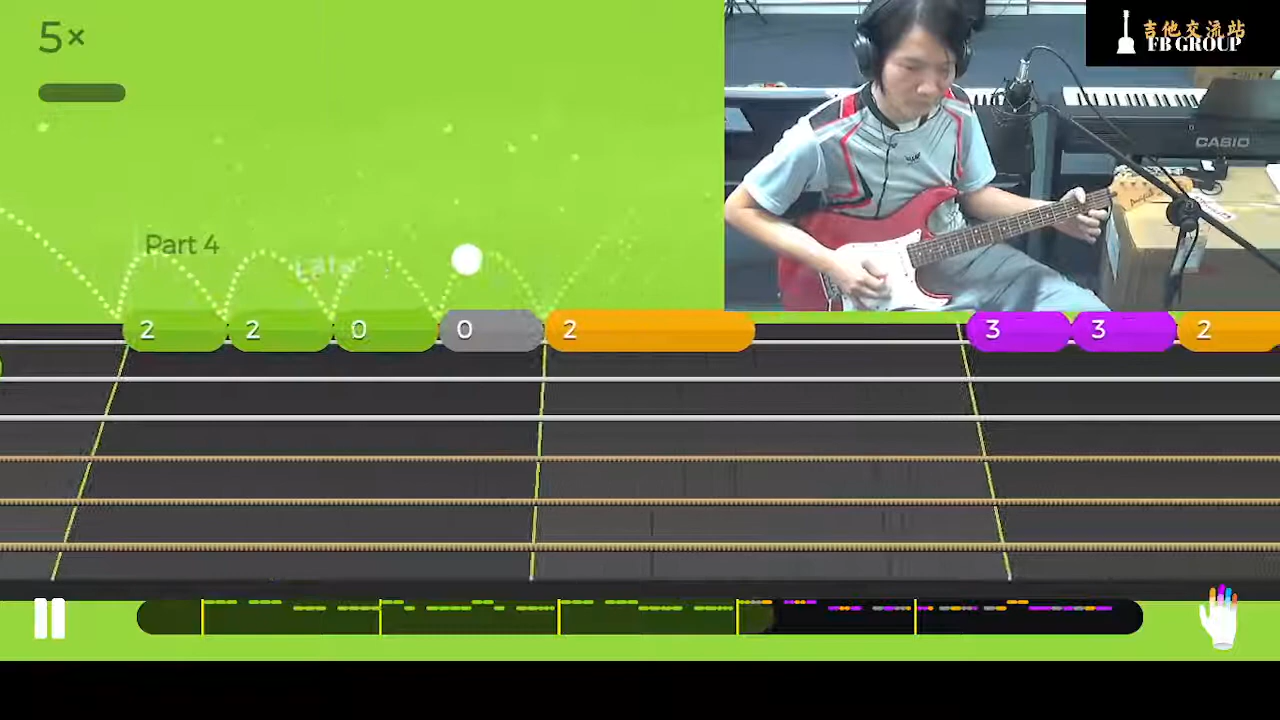 5×
吉他交流站
FB GROUP
CASIO
Part 4
Late
2 2 0 0 2 3 3 2